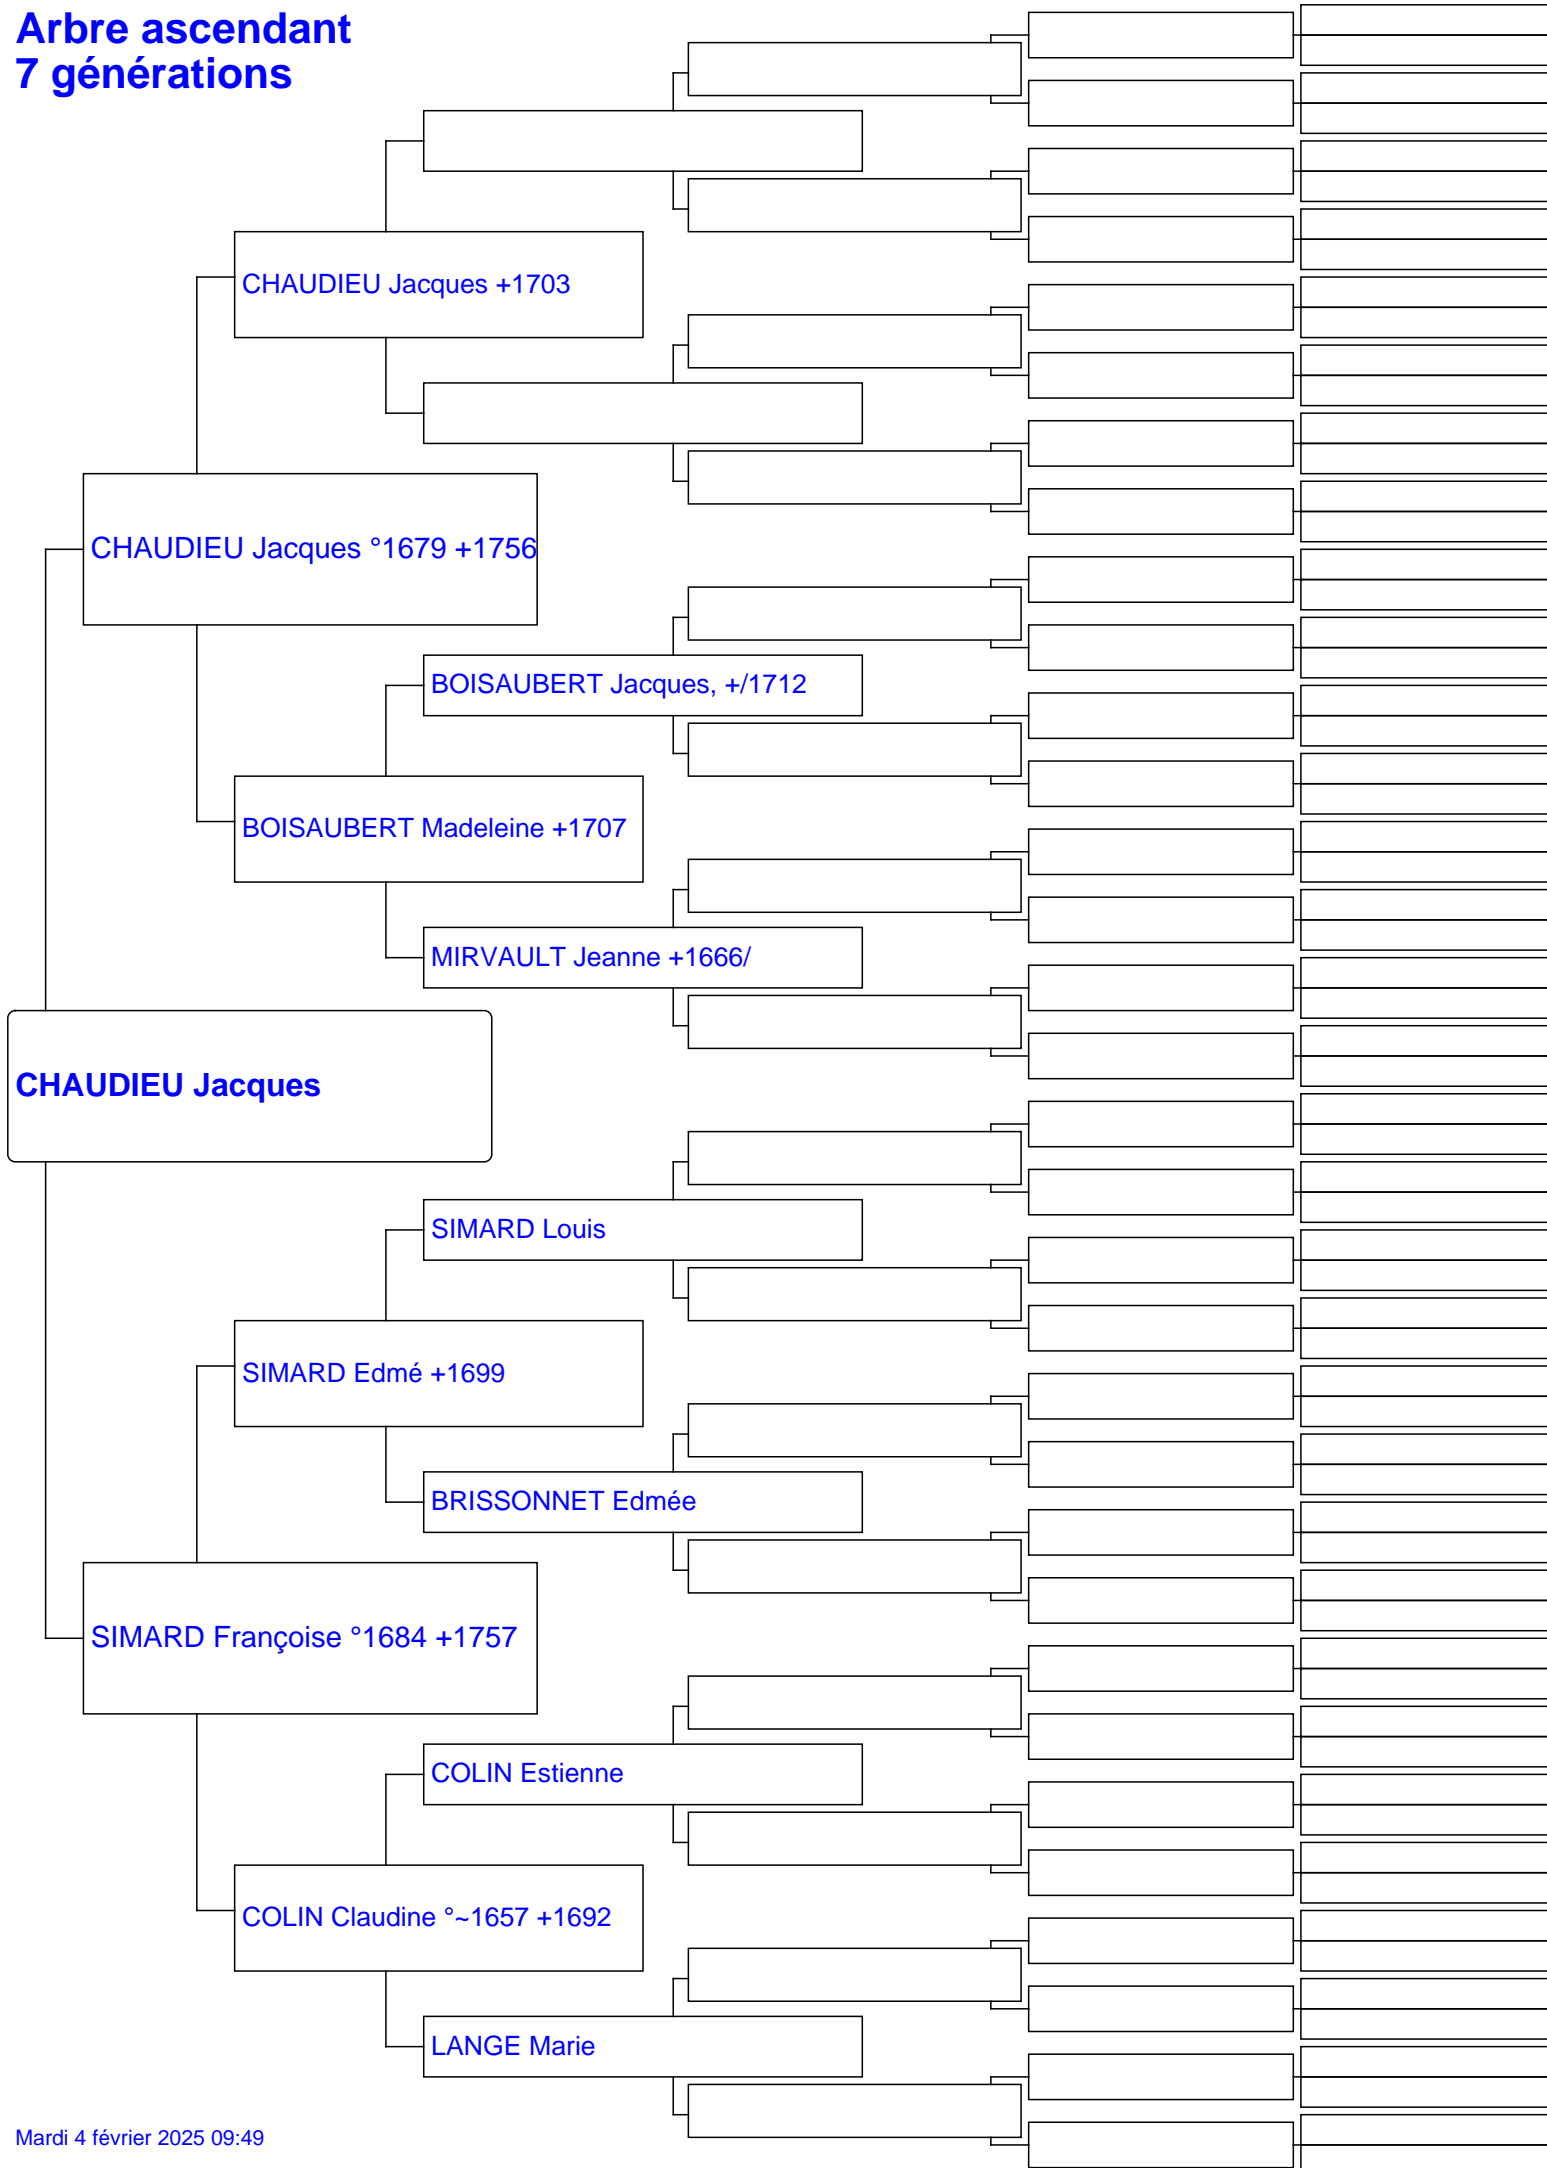 Arbre ascendant
7 générations
CHAUDIEU Jacques +1703
CHAUDIEU Jacques °1679 +1756
BOISAUBERT Jacques, +/1712
BOISAUBERT Madeleine +1707
MIRVAULT Jeanne +1666/
CHAUDIEU Jacques
SIMARD Louis
SIMARD Edmé +1699
BRISSONNET Edmée
SIMARD Françoise °1684 +1757
COLIN Estienne
COLIN Claudine °~1657 +1692
LANGE Marie
Mardi 4 février 2025 09:49